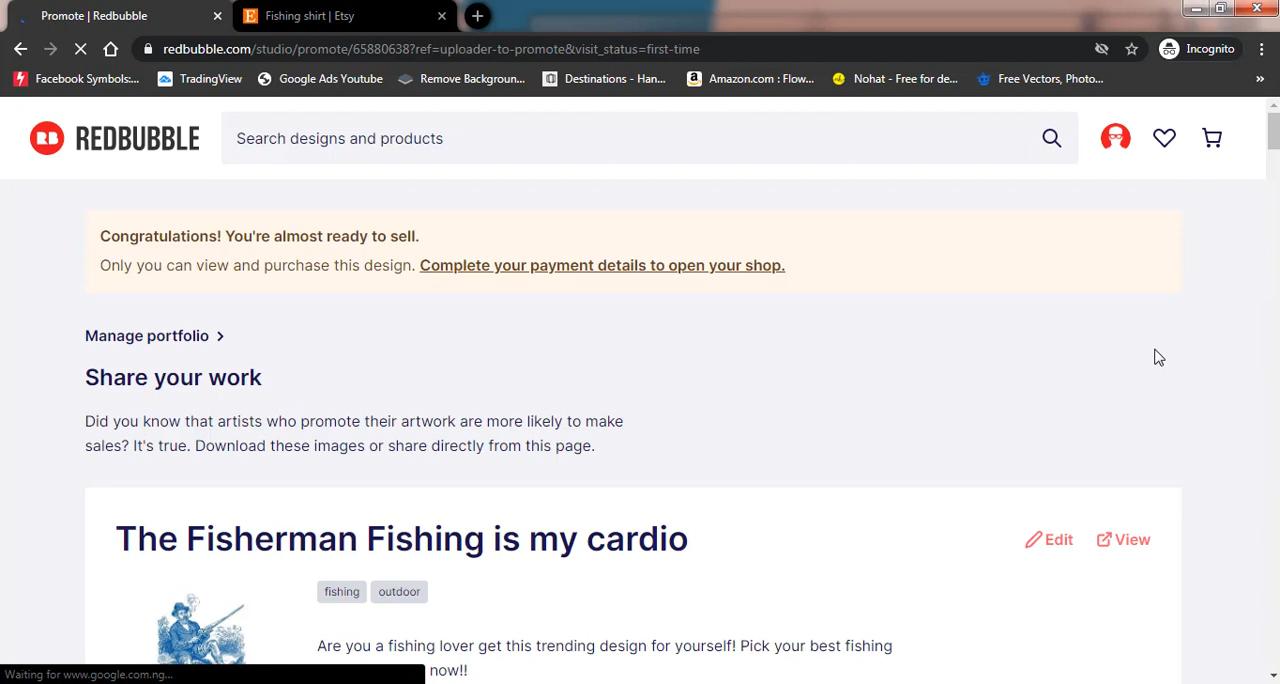 Promote | Redbubble
Fishing shirt | Etsy
redbubble.com/studio/promote/65880638?ref=uploader-to-promote&visit_status=first-time
Incognito
Facebook Symbols:...
TradingView
Google Ads Youtube
Remove Backgroun...
Destinations - Han...
Amazon.com : Flow...
Nohat - Free for de...
Free Vectors, Photo...
»
RB REDBUBBLE
Search designs and products
Congratulations! You're almost ready to sell.
Only you can view and purchase this design. Complete your payment details to open your shop.
Manage portfolio
Share your work
Did you know that artists who promote their artwork are more likely to make
sales? It's true. Download these images or share directly from this page.
The Fisherman Fishing is my cardio
Edit
View
fishing
outdoor
Are you a fishing lover get this trending design for yourself! Pick your best fishing
now!!
Waiting for www.google.com.ng...